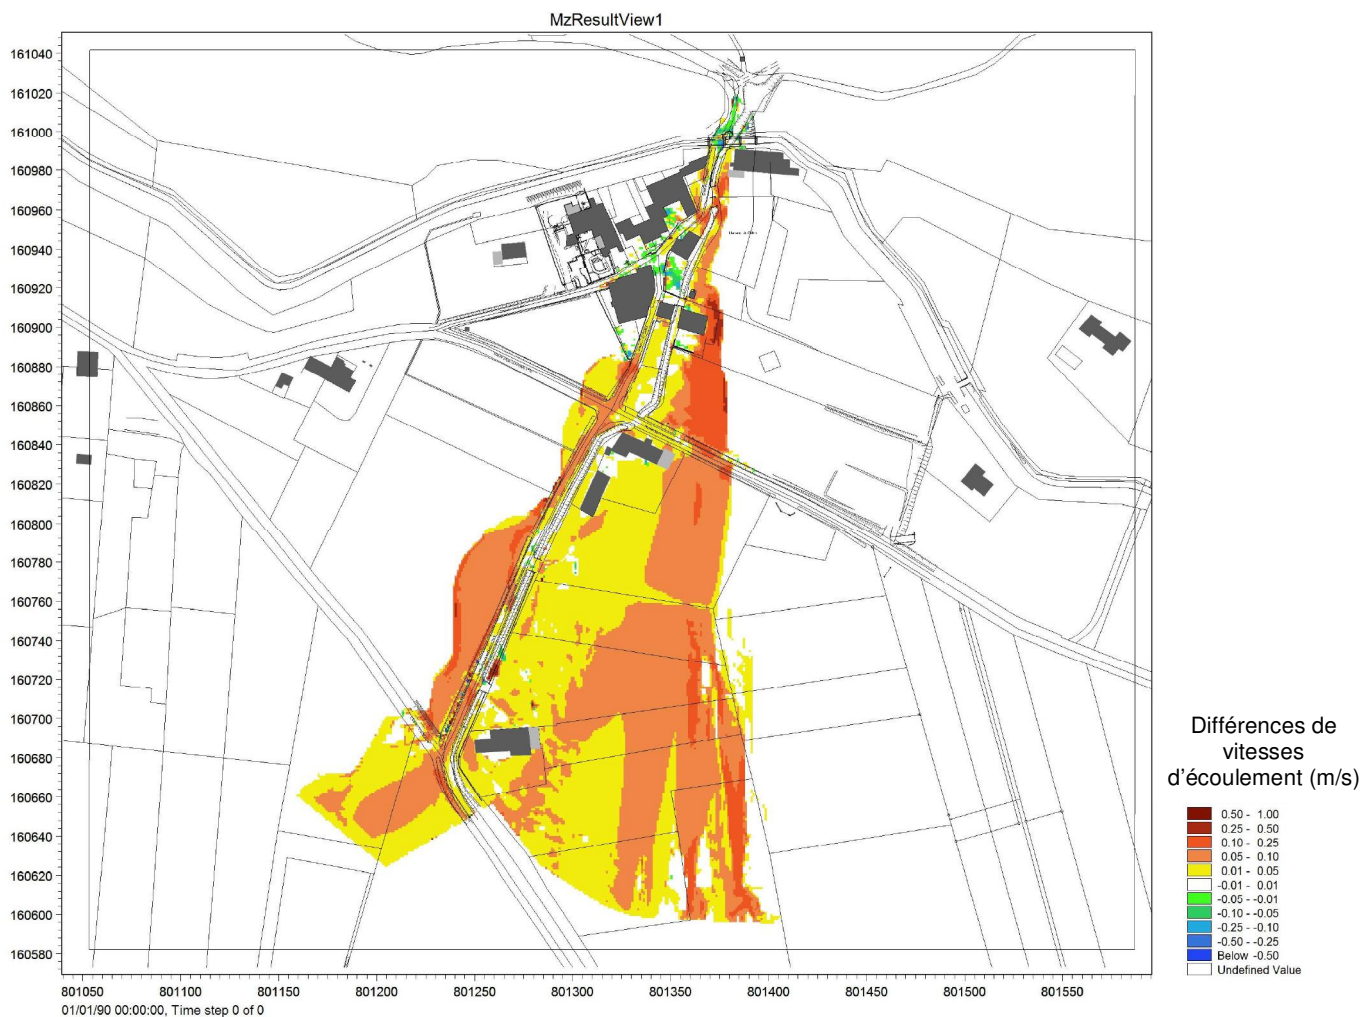 MzResultView1
161040
161020
161000
160980
160960
160940
160920
160900
160880
160860
160840
160820
160800
160780
160760
160740
160720
160700
160680
160660
160640
160620
160600
160580
801050 801100 801150 801200 801250 801300 801350 801400 801450 801500 801550
01/01/90 00:00:00, Time step 0 of 0
Différences de
vitesses
d'écoulement (m/s)
0.50 - 1.00
0.25 - 0.50
0.10 - 0.25
0.05 - 0.10
0.01 - 0.05
-0.01 - 0.01
-0.05 - -0.01
-0.10 - -0.05
-0.25 - -0.10
-0.50 - -0.25
Below -0.50
Undefined Value